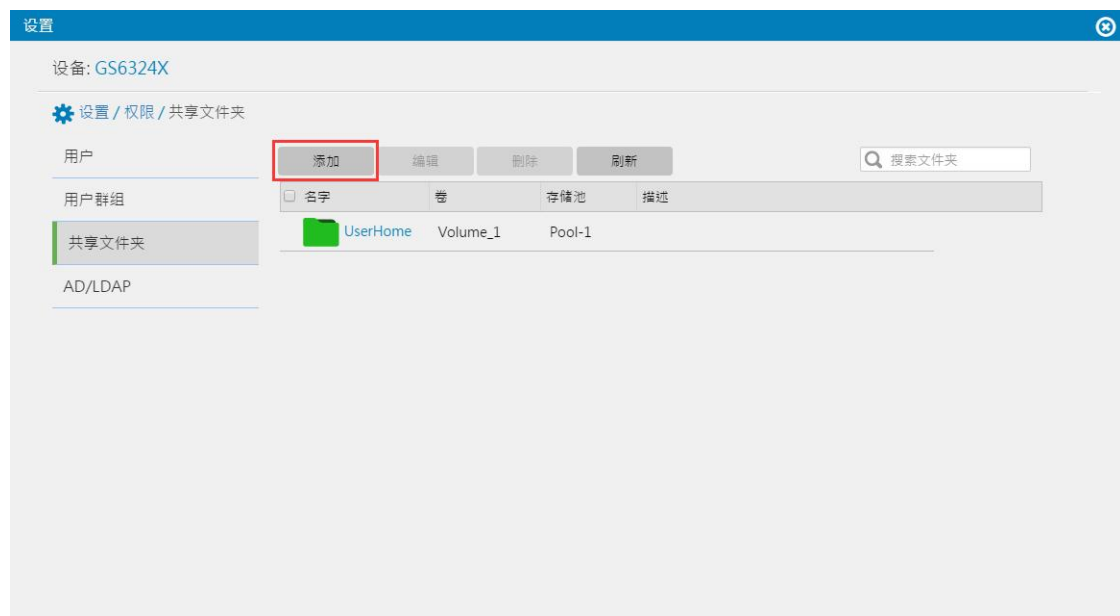 设置
设备: GS6324X
设置 / 权限 / 共享文件夹
用户
用户群组
共享文件夹
AD/LDAP
添加 编辑 删除 刷新 搜索文件夹
名字 卷 存储池 描述
UserHome Volume_1 Pool-1